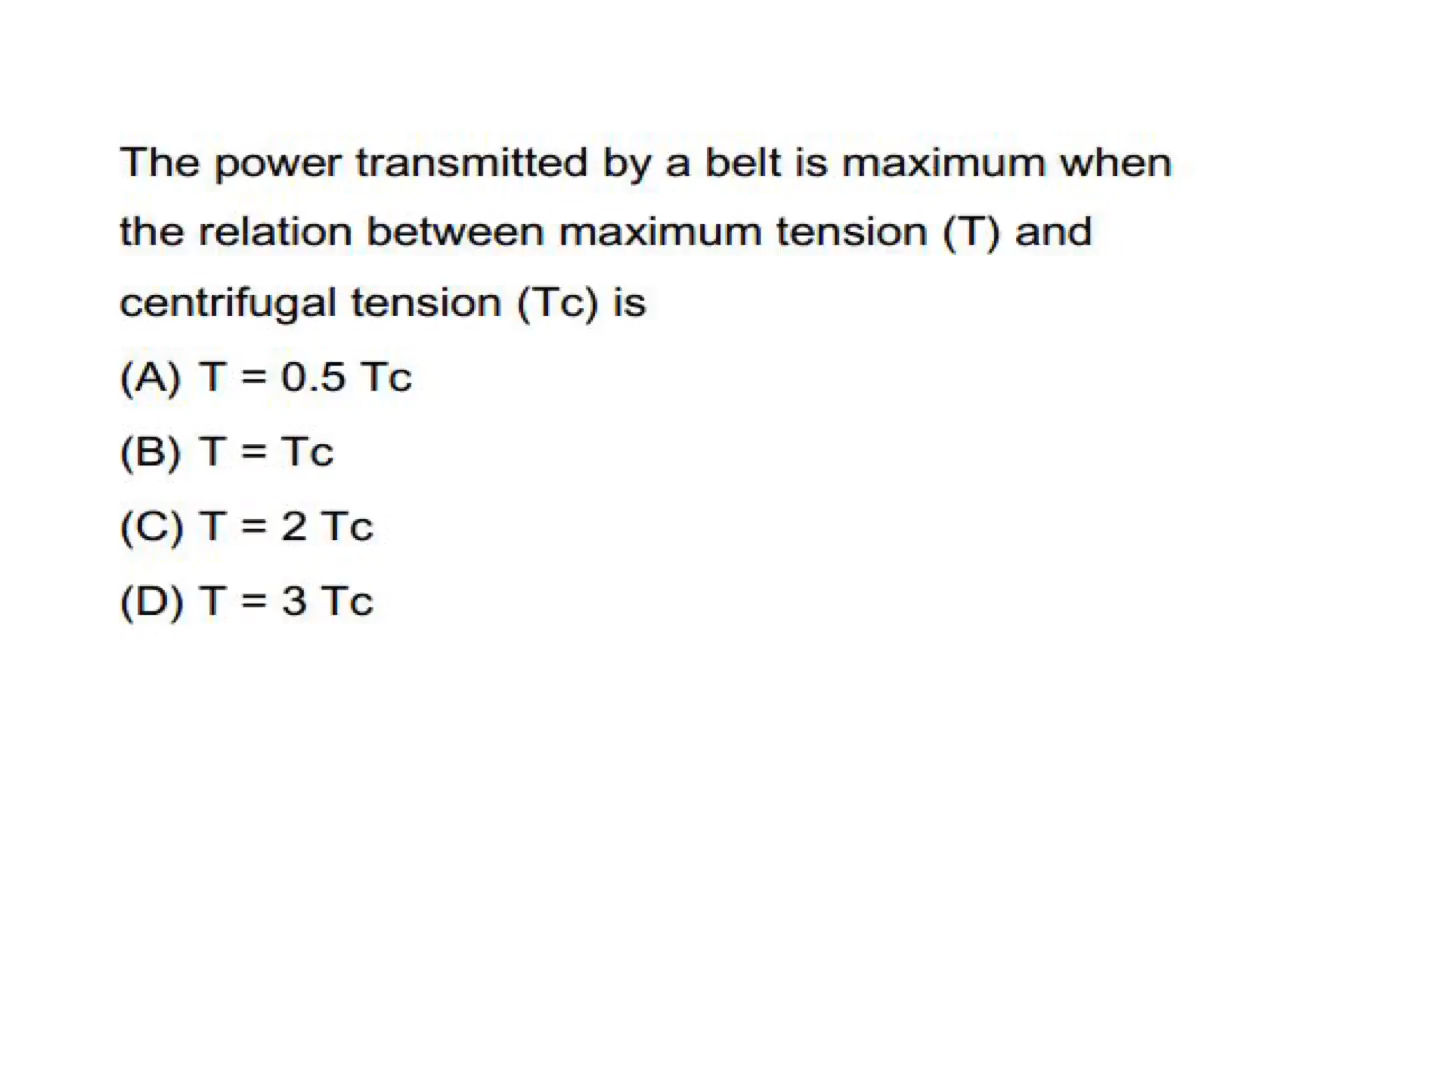 The power transmitted by a belt is maximum when
the relation between maximum tension (T) and
centrifugal tension (Tc) is
(A) T = 0.5 Tc
(B) T = Tc
(C) T = 2 Tc
(D) T = 3 Tc